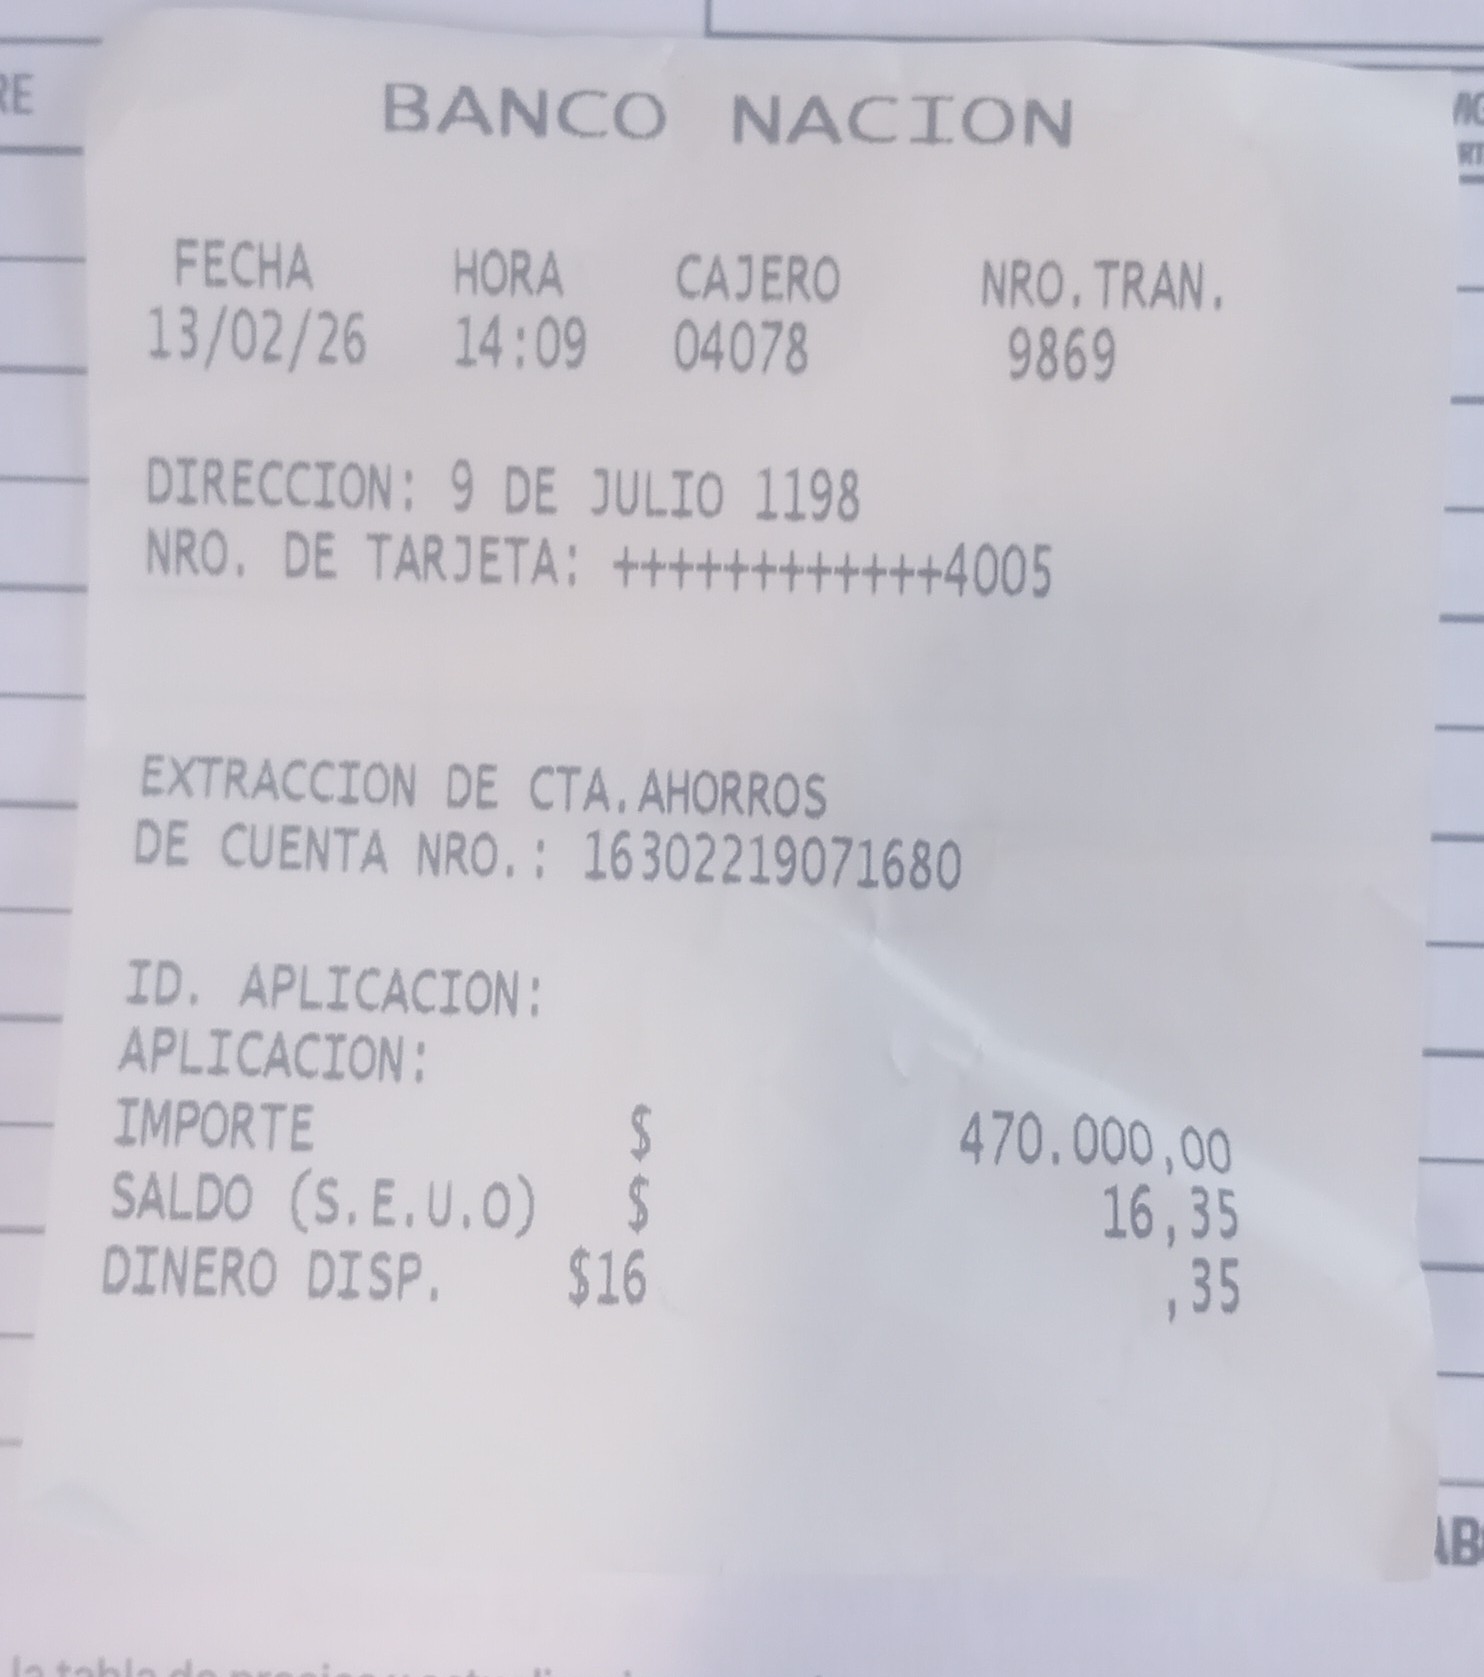 BANCO NACION
FECHA HORA CAJERO NRO.TRAN.
13/02/26 14:09 04078 9869
DIRECCION: 9 DE JULIO 1198
NRO. DE TARJETA: ++++++++++++4005
EXTRACCION DE CTA.AHORROS
DE CUENTA NRO.: 16302219071680
ID. APLICACION:
APLICACION:
IMPORTE $ 470.000,00
SALDO (S.E.U.O) $ 16,35
DINERO DISP. $16 ,35